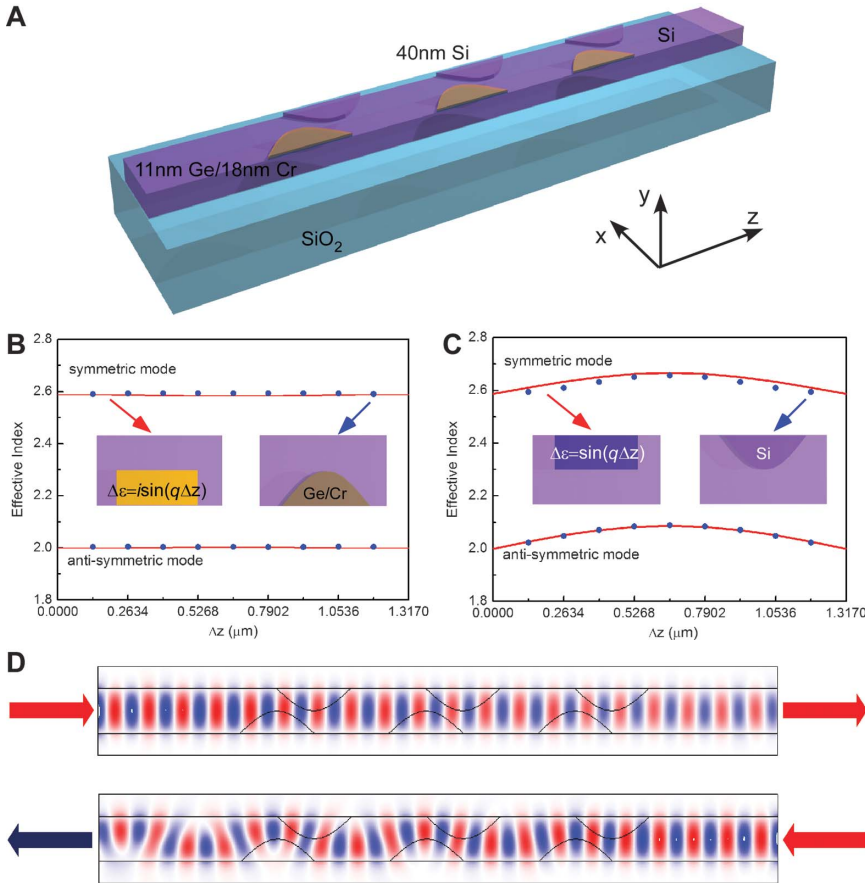 A
40nm Si
Si
11nm Ge/18nm Cr
SiO2
y
x
z
B
2.8
symmetric mode
2.6
Effective Index
2.4
Δε=isin(qΔz)
Ge/Cr
2.2
2.0
anti-symmetric mode
1.8
0.0000 0.2634 0.5268 0.7902 1.0536 1.3170
Δz (μm)
C
2.8
symmetric mode
2.6
Effective Index
2.4
Δε=sin(qΔz)
Si
2.2
2.0
anti-symmetric mode
1.8
0.0000 0.2634 0.5268 0.7902 1.0536 1.3170
Δz (μm)
D